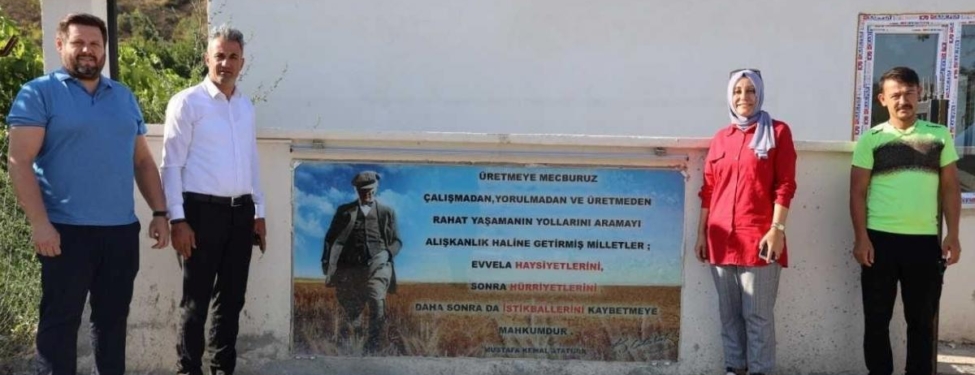 ÜRETMEYE MECBURUZ
ÇALIŞMADAN,YORULMADAN VE ÜRETMEDEN
RAHAT YAŞAMANIN YOLLARINI ARAMAYI
ALIŞKANLIK HALİNE GETİRMİŞ MİLLETLER ;
EVVELA HAYSİYETLERİNİ,
SONRA HÜRRİYETLERİNİ
DAHA SONRA DA İSTİKBALLERİNİ KAYBETMEYE
MAHKUMDUR.
MUSTAFA KEMAL ATATÜRK